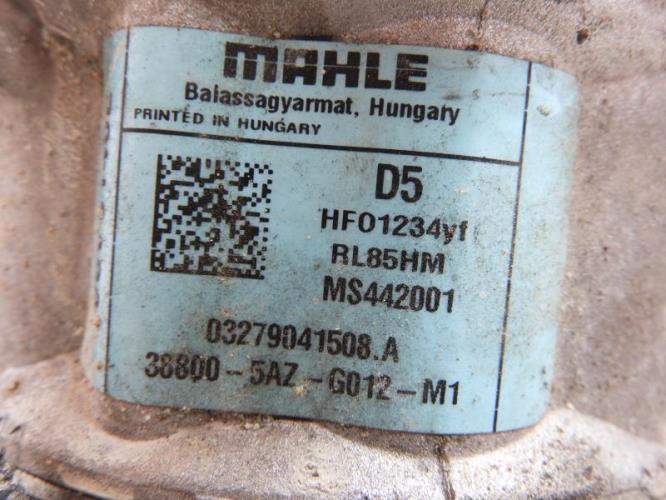 MAHLE
Balassagyarmat, Hungary
PRINTED IN HUNGARY
D5
HFO1234yf
RL85HM
MS442001
03279041508.A
38800-5AZ-G012-M1